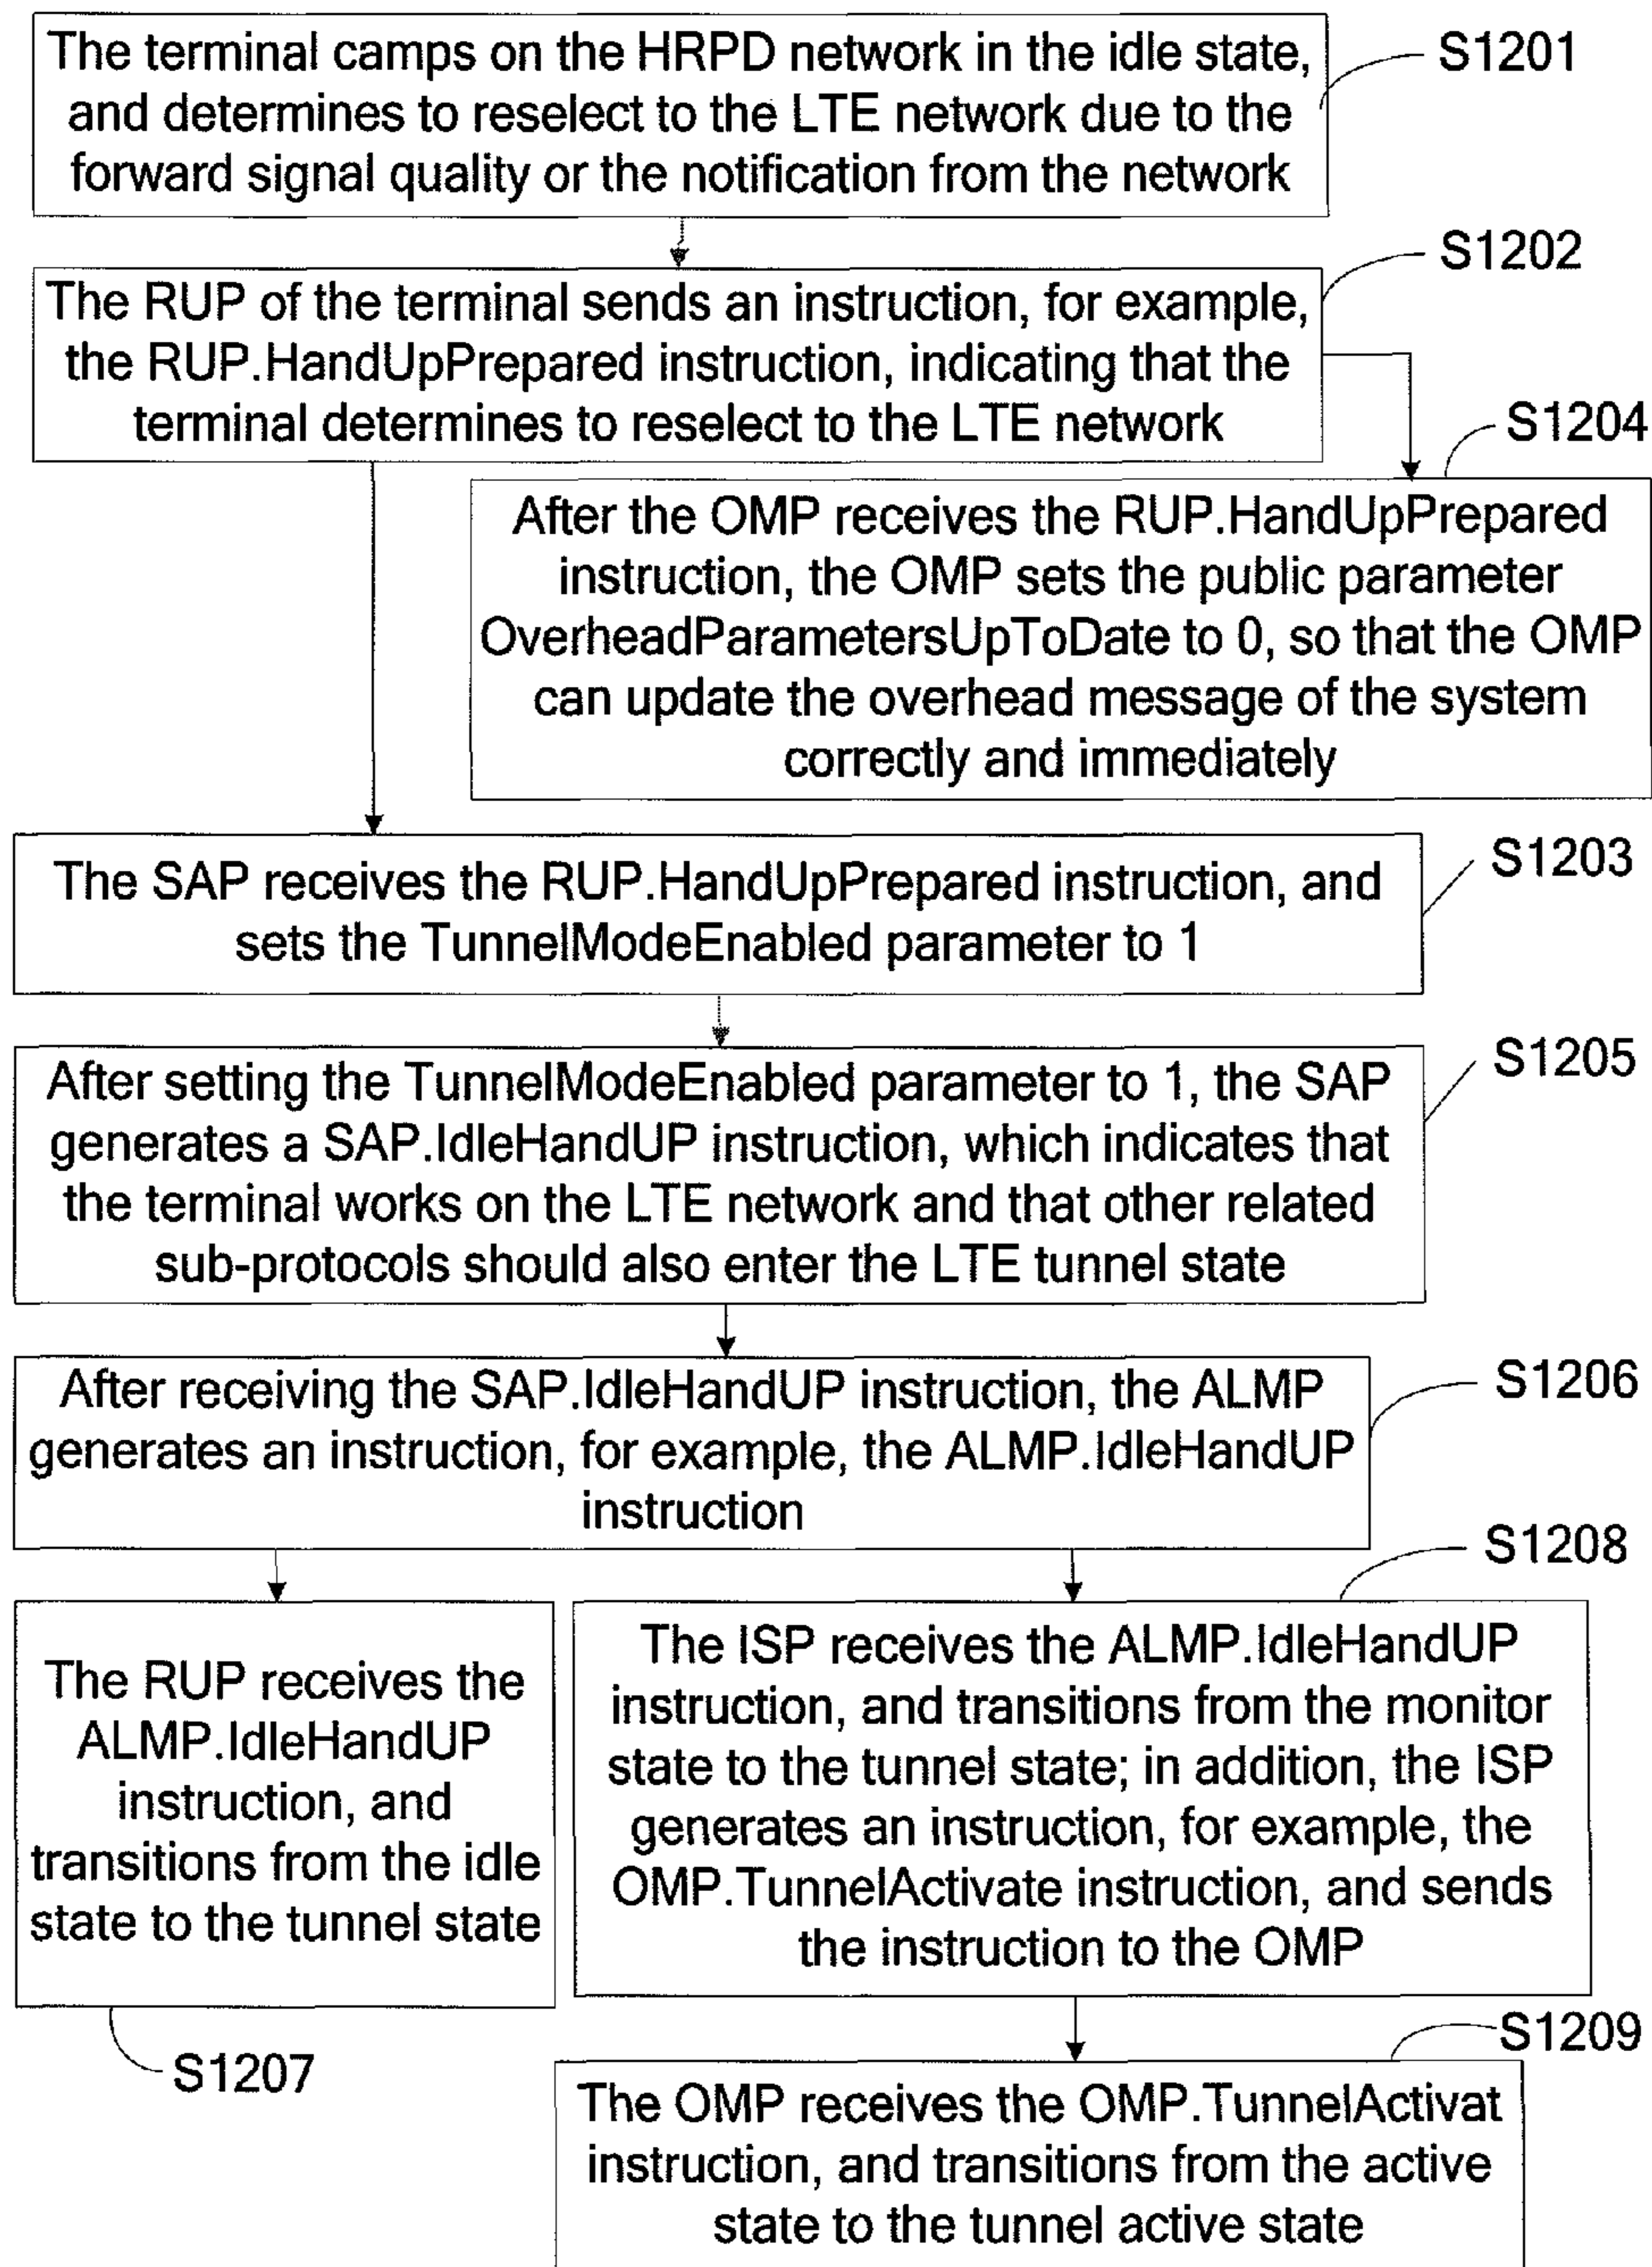 The terminal camps on the HRPD network in the idle state,
and determines to reselect to the LTE network due to the
forward signal quality or the notification from the network
S1201
The RUP of the terminal sends an instruction, for example,
the RUP.HandUpPrepared instruction, indicating that the
terminal determines to reselect to the LTE network
S1202
After the OMP receives the RUP.HandUpPrepared
instruction, the OMP sets the public parameter
OverheadParametersUpToDate to 0, so that the OMP
can update the overhead message of the system
correctly and immediately
S1204
The SAP receives the RUP.HandUpPrepared instruction, and
sets the TunnelModeEnabled parameter to 1
S1203
After setting the TunnelModeEnabled parameter to 1, the SAP
generates a SAP.IdleHandUP instruction, which indicates that
the terminal works on the LTE network and that other related
sub-protocols should also enter the LTE tunnel state
S1205
After receiving the SAP.IdleHandUP instruction, the ALMP
generates an instruction, for example, the ALMP.IdleHandUP
instruction
S1206
The RUP receives the
ALMP.IdleHandUP
instruction, and
transitions from the idle
state to the tunnel state
S1207
The ISP receives the ALMP.IdleHandUP
instruction, and transitions from the monitor
state to the tunnel state; in addition, the ISP
generates an instruction, for example, the
OMP.TunnelActivate instruction, and sends
the instruction to the OMP
S1208
The OMP receives the OMP.TunnelActivat
instruction, and transitions from the active
state to the tunnel active state
S1209